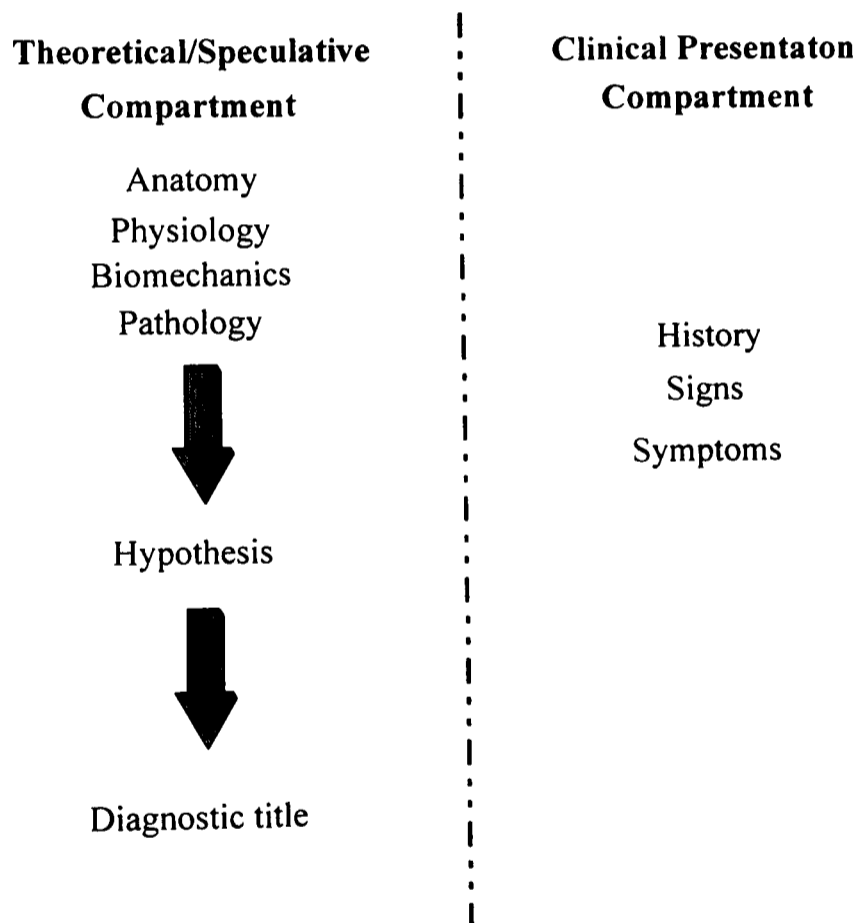 Theoretical/Speculative
Compartment
Anatomy
Physiology
Biomechanics
Pathology
Hypothesis
Diagnostic title
Clinical Presentaton
Compartment
History
Signs
Symptoms